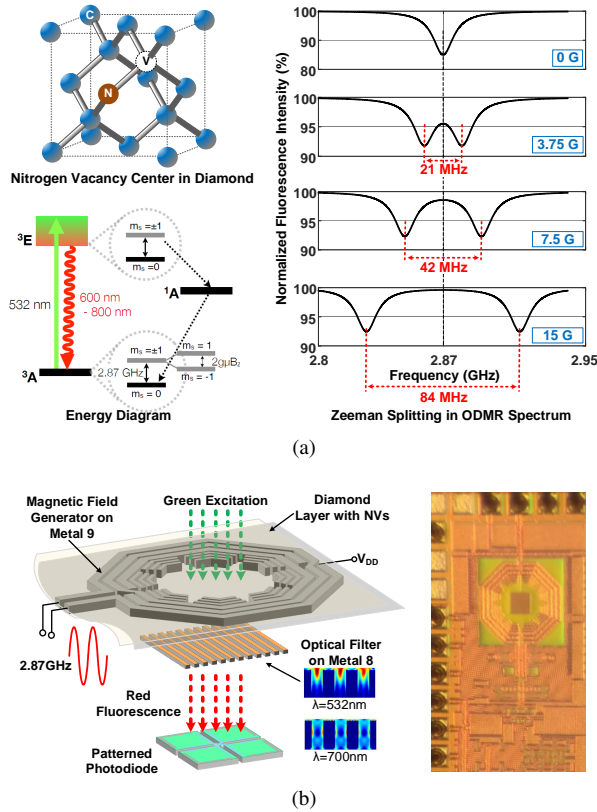 C
V
N
Nitrogen Vacancy Center in Diamond
³E
532 nm
600 nm
- 800 nm
³A
mₛ = ±1
mₛ =0
¹A
mₛ= ±1
2.87 GHz
mₛ = 0
mₛ = 1
2gμB_z
mₛ = -1
Energy Diagram
Normalized Fluorescence Intensity (%)
100
90
80
0 G
100
95
90
3.75 G
21 MHz
100
95
90
7.5 G
42 MHz
100
95
90
15 G
2.8
2.87
2.95
Frequency (GHz)
84 MHz
Zeeman Splitting in ODMR Spectrum
(a)
Magnetic Field
Generator on
Metal 9
Green Excitation
Diamond
Layer with NVs
V_DD
2.87GHz
Optical Filter
on Metal 8
λ=532nm
λ=700nm
Red
Fluorescence
Patterned
Photodiode
(b)